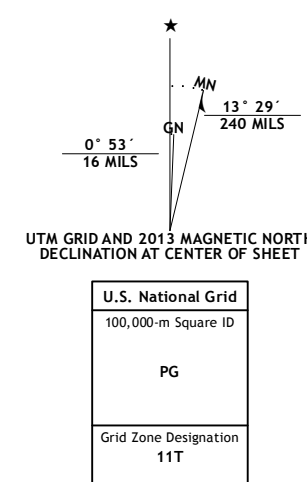 ★
MN
13° 29´
240 MILS
GN
0° 53´
16 MILS
UTM GRID AND 2013 MAGNETIC NORTH
DECLINATION AT CENTER OF SHEET
U.S. National Grid
100,000-m Square ID
PG
Grid Zone Designation
11T